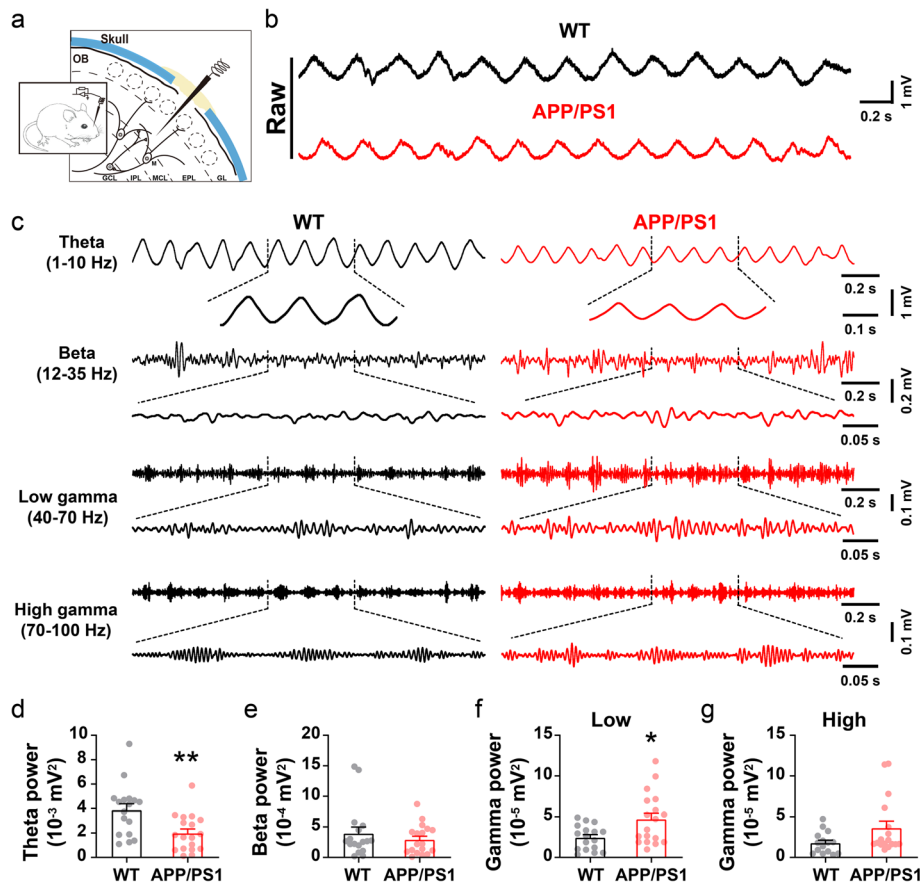 a
Skull
OB
M
GCL IPL MCL EPL GL
b
WT
Raw
APP/PS1
1 mV
0.2 s
c
WT
APP/PS1
Theta
(1-10 Hz)
0.2 s
1 mV
0.1 s
Beta
(12-35 Hz)
0.2 s
0.2 mV
0.05 s
Low gamma
(40-70 Hz)
0.2 s
0.1 mV
0.05 s
High gamma
(70-100 Hz)
0.2 s
0.1 mV
0.05 s
d
Theta power
(10⁻³ mV²)
10
8
6
4
2
0
**
WT APP/PS1
e
Beta power
(10⁻⁴ mV²)
20
15
10
5
0
WT APP/PS1
f
Low
Gamma power
(10⁻⁵ mV²)
15
10
5
0
*
WT APP/PS1
g
High
Gamma power
(10⁻⁵ mV²)
15
10
5
0
WT APP/PS1